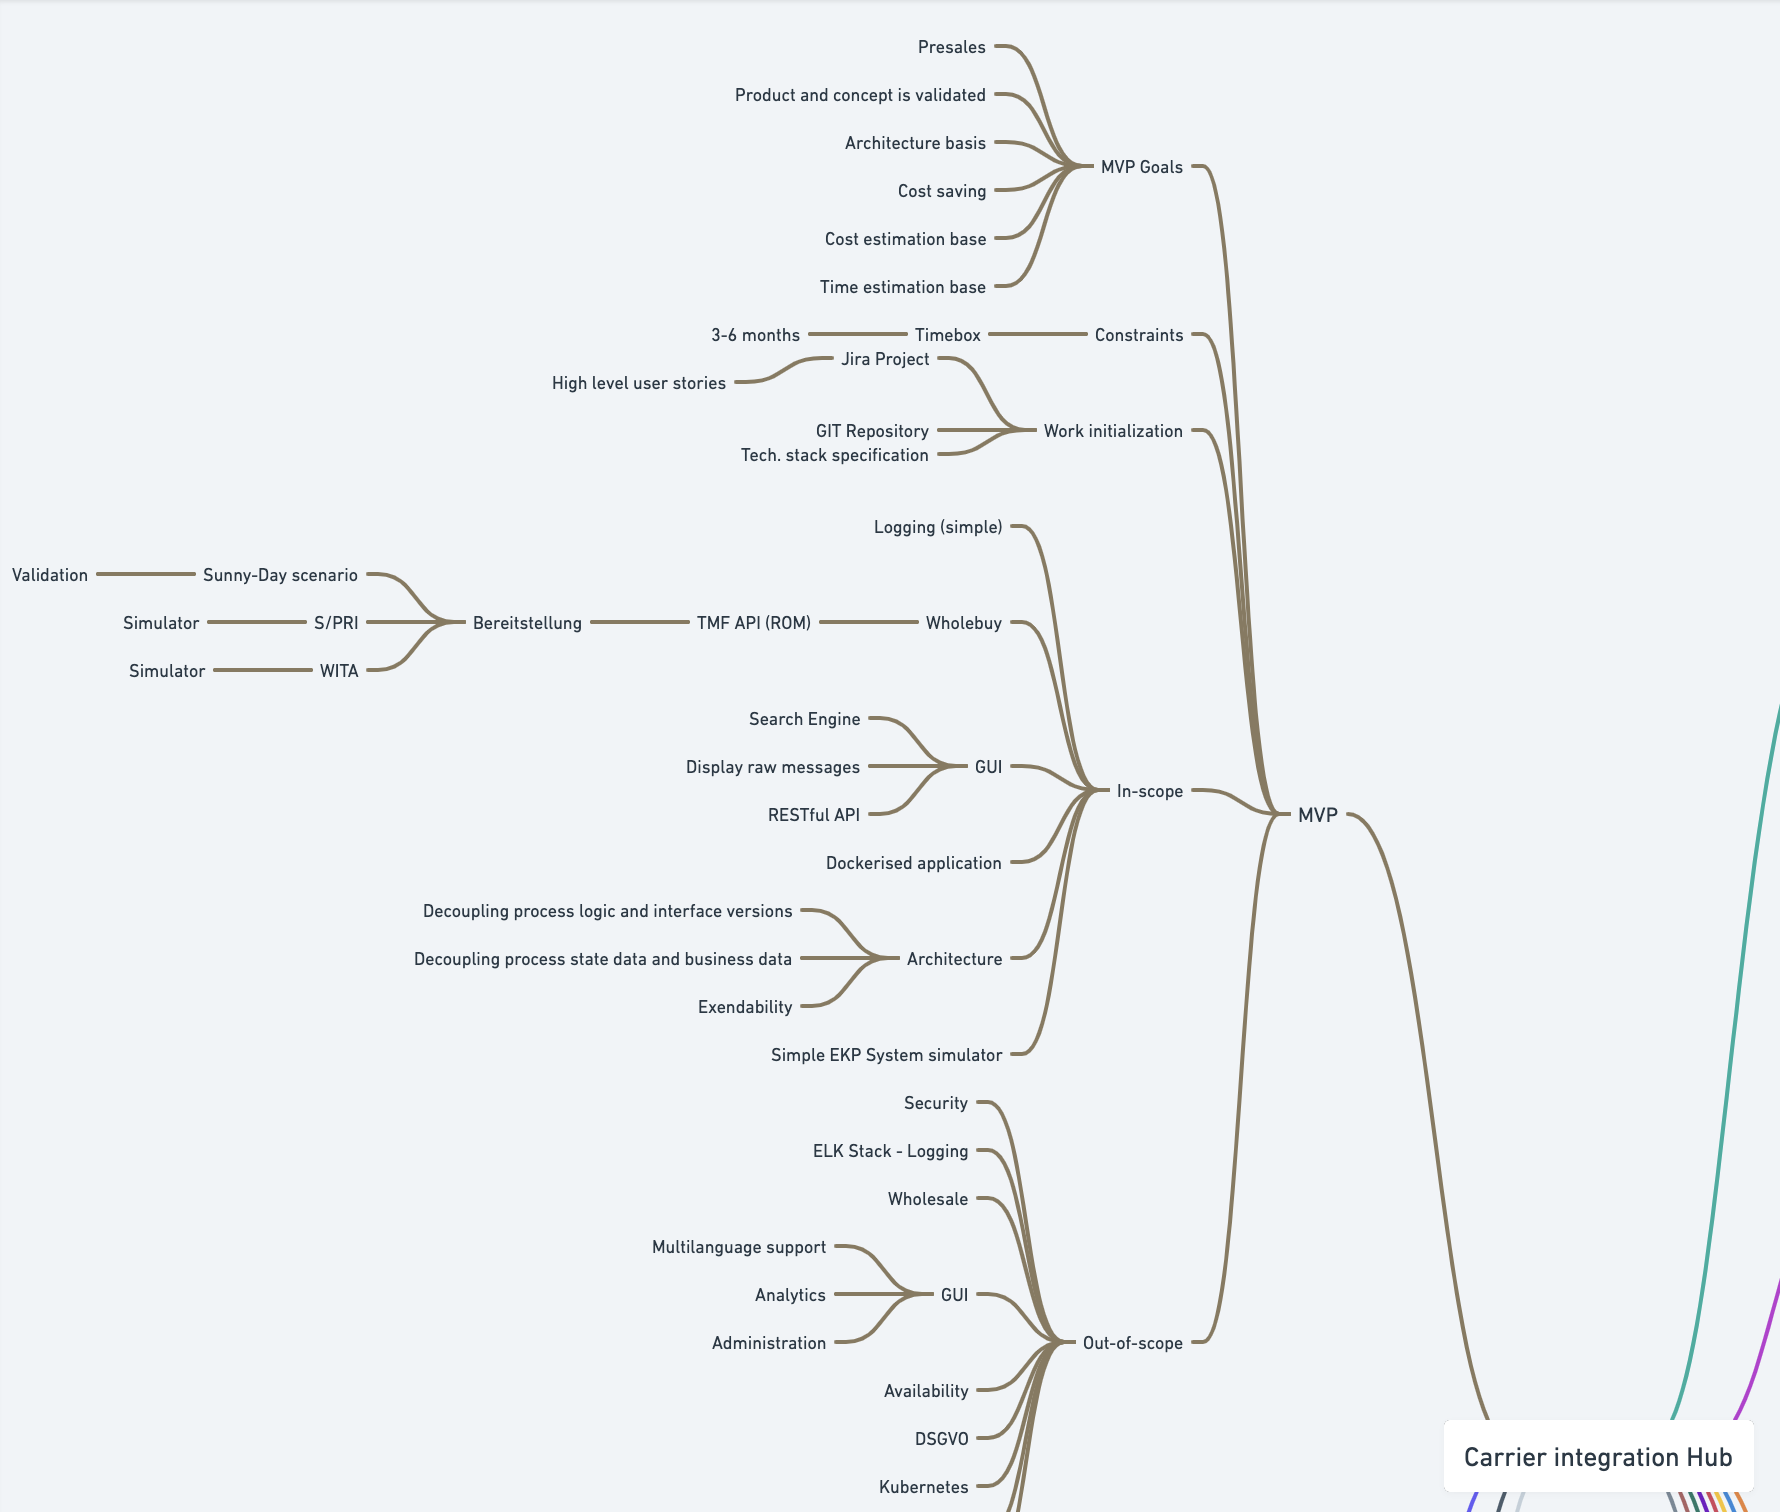 Presales
Product and concept is validated
Architecture basis
MVP Goals
Cost saving
Cost estimation base
Time estimation base
3-6 months
Timebox
Constraints
Jira Project
High level user stories
GIT Repository
Work initialization
Tech. stack specification
Logging (simple)
Validation
Sunny-Day scenario
Simulator
S/PRI
Bereitstellung
TMF API (ROM)
Wholebuy
Simulator
WITA
Search Engine
Display raw messages
GUI
In-scope
RESTful API
MVP
Dockerised application
Decoupling process logic and interface versions
Decoupling process state data and business data
Architecture
Exendability
Simple EKP System simulator
Security
ELK Stack - Logging
Wholesale
Multilanguage support
Analytics
GUI
Administration
Out-of-scope
Availability
DSGVO
Carrier integration Hub
Kubernetes